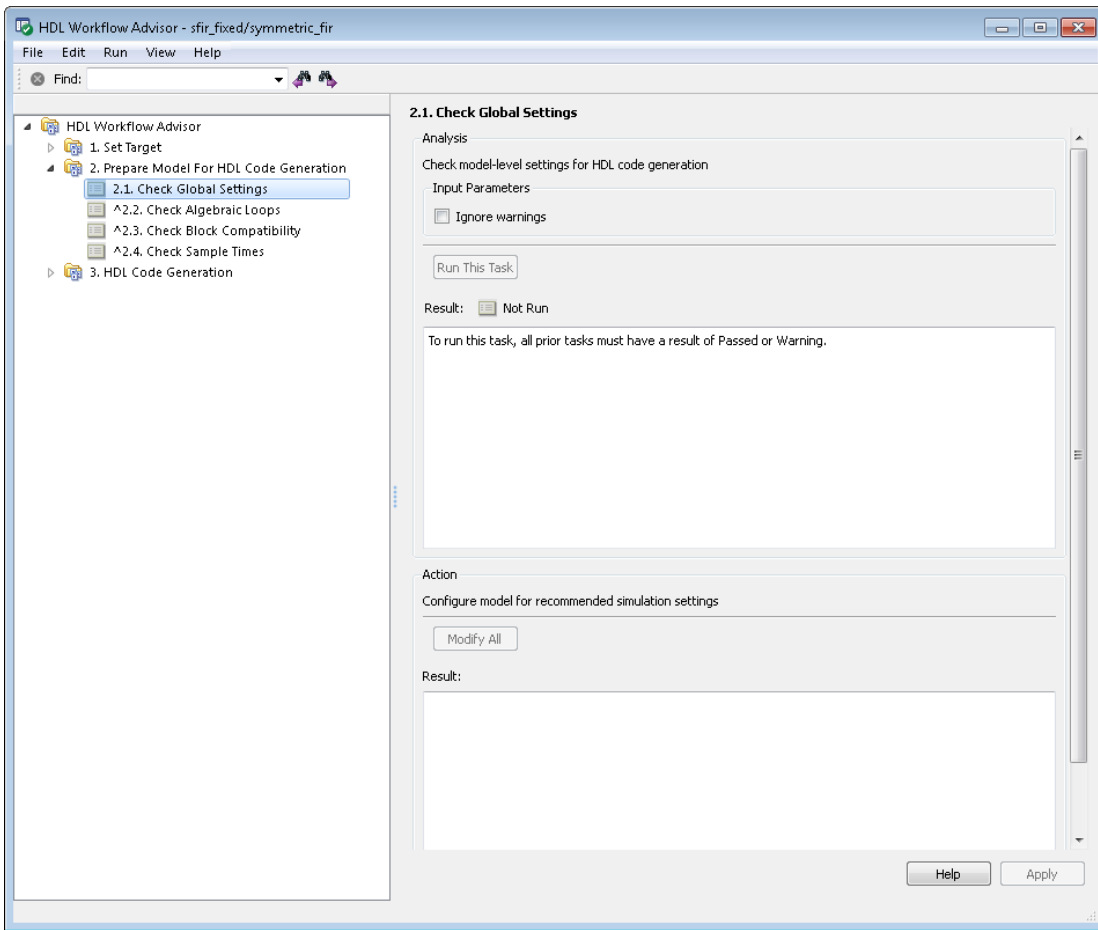 HDL Workflow Advisor - sfir_fixed/symmetric_fir
File Edit Run View Help
Find:
HDL Workflow Advisor
1. Set Target
2. Prepare Model For HDL Code Generation
2.1. Check Global Settings
^2.2. Check Algebraic Loops
^2.3. Check Block Compatibility
^2.4. Check Sample Times
3. HDL Code Generation
2.1. Check Global Settings
Analysis
Check model-level settings for HDL code generation
Input Parameters
Ignore warnings
Run This Task
Result: Not Run
To run this task, all prior tasks must have a result of Passed or Warning.
Action
Configure model for recommended simulation settings
Modify All
Result:
Help Apply